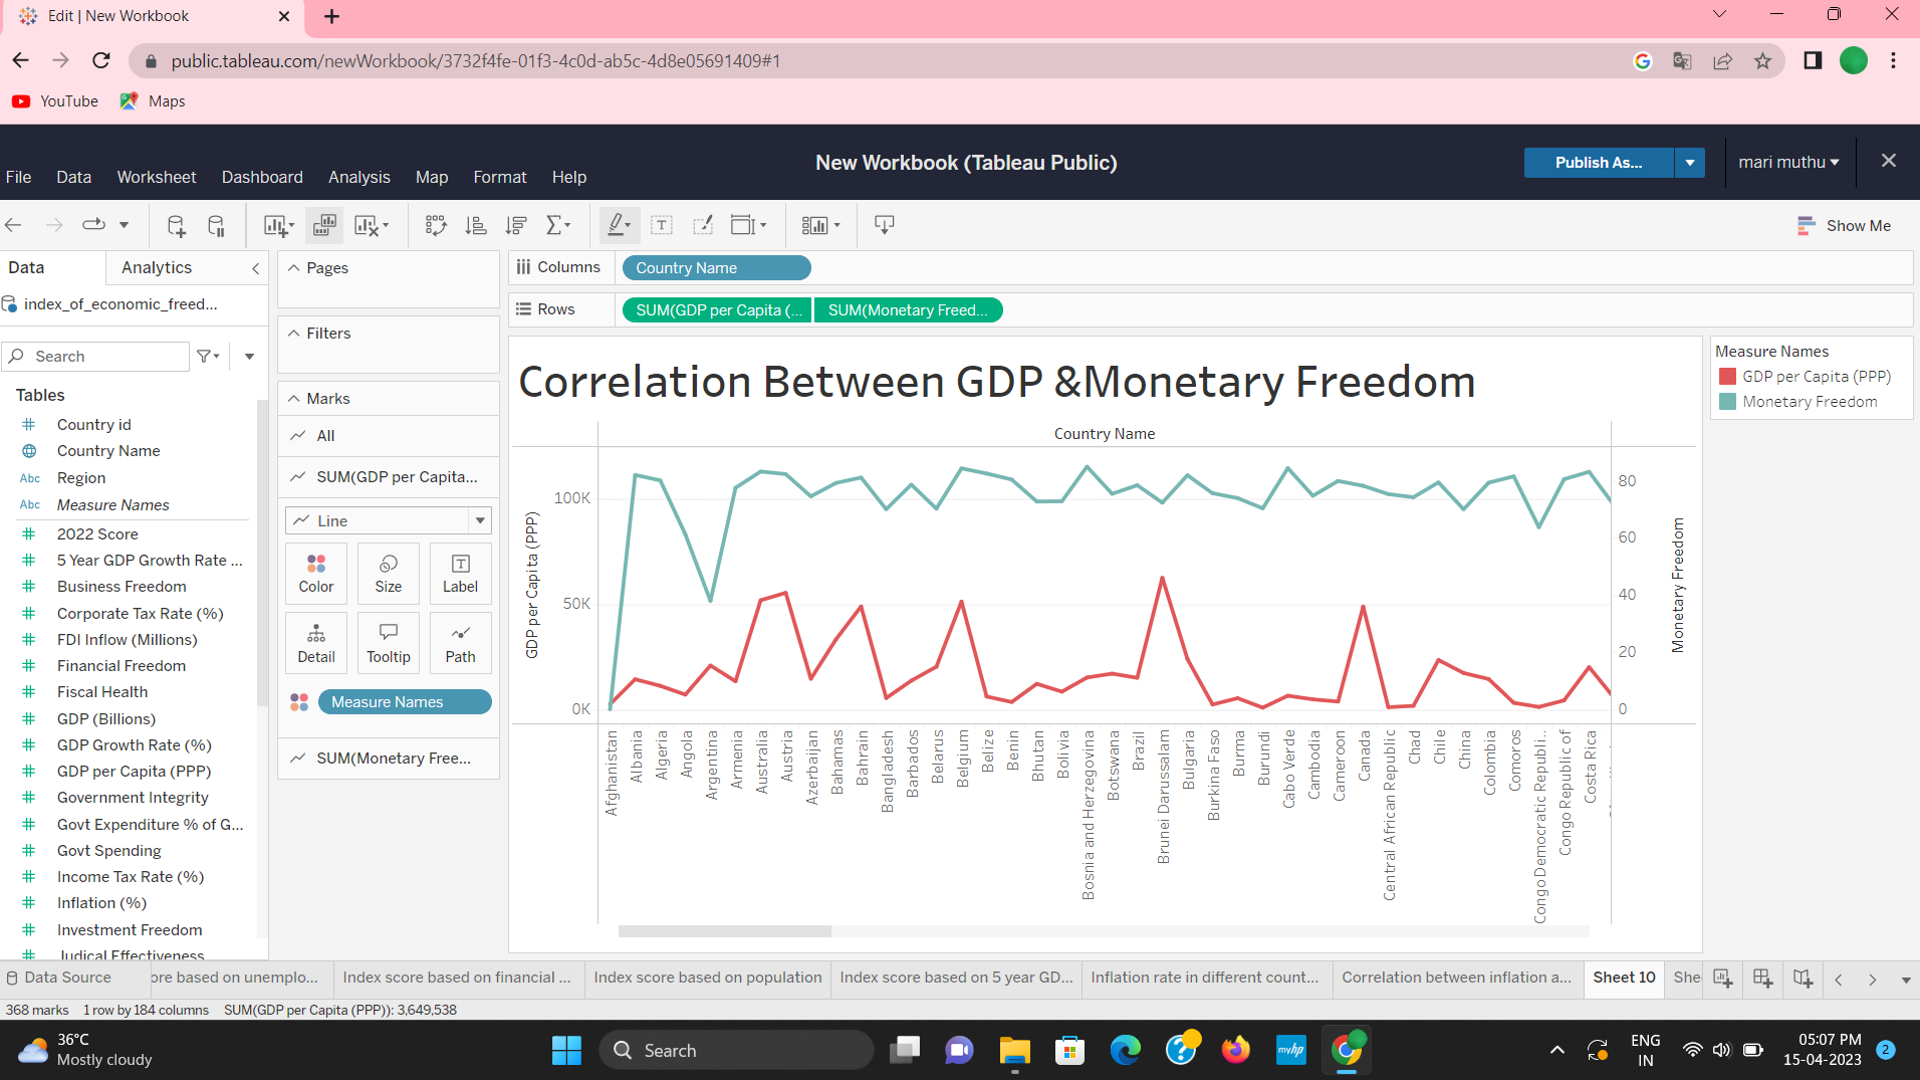 Edit | New Workbook
public.tableau.com/newWorkbook/3732f4fe-01f3-4c0d-ab5c-4d8e05691409#1
YouTube Maps
New Workbook (Tableau Public)
Publish As...
mari muthu
File Data Worksheet Dashboard Analysis Map Format Help
Show Me
Data Analytics
index_of_economic_freed...
Search
Tables
Country id
Country Name
Abc Region
Abc Measure Names
2022 Score
5 Year GDP Growth Rate ...
Business Freedom
Corporate Tax Rate (%)
FDI Inflow (Millions)
Financial Freedom
Fiscal Health
GDP (Billions)
GDP Growth Rate (%)
GDP per Capita (PPP)
Government Integrity
Govt Expenditure % of G...
Govt Spending
Income Tax Rate (%)
Inflation (%)
Investment Freedom
Judical Effectiveness
Pages
Filters
Marks
All
SUM(GDP per Capita...
Line
Color Size Label
Detail Tooltip Path
Measure Names
SUM(Monetary Free...
Columns Country Name
Rows SUM(GDP per Capita (... SUM(Monetary Freed...
Correlation Between GDP &Monetary Freedom
Country Name
GDP per Capita (PPP)
100K
50K
0K
80
60
40
20
0
Monetary Freedom
Afghanistan
Albania
Algeria
Angola
Argentina
Armenia
Australia
Austria
Azerbaijan
Bahamas
Bahrain
Bangladesh
Barbados
Belarus
Belgium
Belize
Benin
Bhutan
Bolivia
Bosnia and Herzegovina
Botswana
Brazil
Brunei Darussalam
Bulgaria
Burkina Faso
Burma
Burundi
Cabo Verde
Cambodia
Cameroon
Canada
Central African Republic
Chad
Chile
China
Colombia
Comoros
Congo Democratic Republi..
Congo Republic of
Costa Rica
Measure Names
GDP per Capita (PPP)
Monetary Freedom
Data Source ore based on unemplo... Index score based on financial ... Index score based on population Index score based on 5 year GD... Inflation rate in different count... Correlation between inflation a... Sheet 10 She
368 marks 1 row by 184 columns SUM(GDP per Capita (PPP)): 3,649,538
36°C
Mostly cloudy
Search
myhp
ENG
IN
05:07 PM
15-04-2023
2